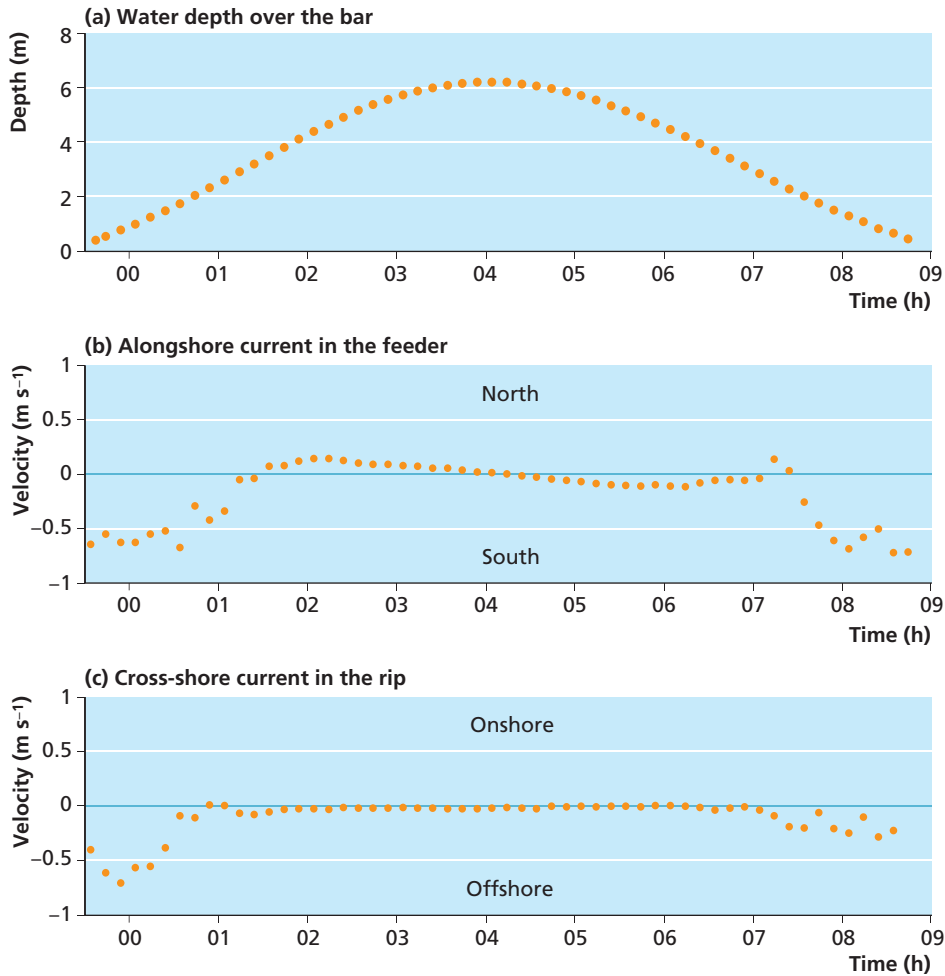 (a) Water depth over the bar
Depth (m)
8
6
4
2
0
00 01 02 03 04 05 06 07 08 09
Time (h)
(b) Alongshore current in the feeder
Velocity (m s⁻¹)
1
0.5
0
−0.5
−1
North
South
00 01 02 03 04 05 06 07 08 09
Time (h)
(c) Cross-shore current in the rip
Velocity (m s⁻¹)
1
0.5
0
−0.5
−1
Onshore
Offshore
00 01 02 03 04 05 06 07 08 09
Time (h)